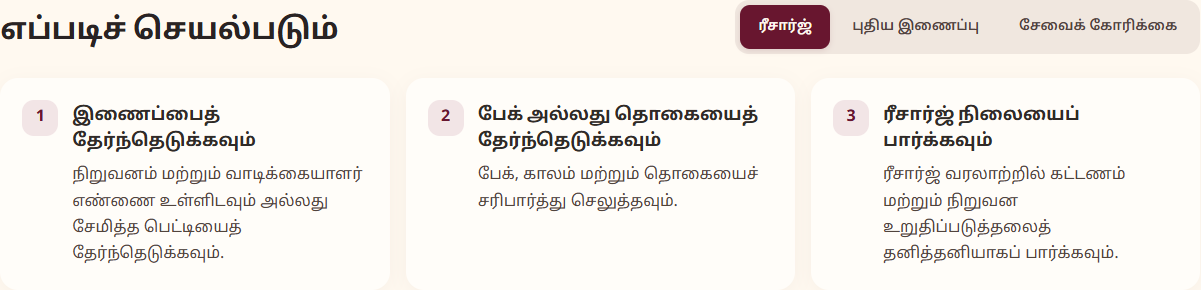 எப்படிச் செயல்படும்
ரீசார்ஜ்
புதிய இணைப்பு
சேவைக் கோரிக்கை
1
இணைப்பைத்
தேர்ந்தெடுக்கவும்
நிறுவனம் மற்றும் வாடிக்கையாளர்
எண்ணை உள்ளிடவும் அல்லது
சேமித்த பெட்டியைத்
தேர்ந்தெடுக்கவும்.
2
பேக் அல்லது தொகையைத்
தேர்ந்தெடுக்கவும்
பேக், காலம் மற்றும் தொகையைச்
சரிபார்த்து செலுத்தவும்.
3
ரீசார்ஜ் நிலையைப்
பார்க்கவும்
ரீசார்ஜ் வரலாற்றில் கட்டணம்
மற்றும் நிறுவன
உறுதிப்படுத்தலைத்
தனித்தனியாகப் பார்க்கவும்.